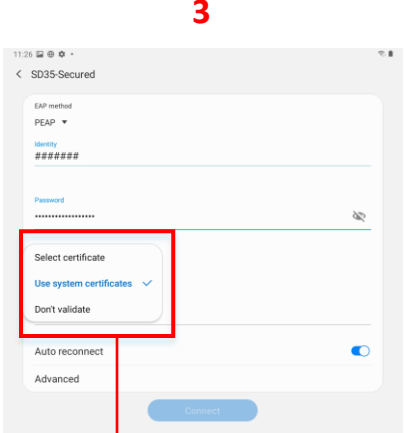 3
11:26
SD35-Secured
EAP method
PEAP
Identity
#######
Password
•••••••••••••••••
Select certificate
Use system certificates
Don't validate
Auto reconnect
Advanced
Connect